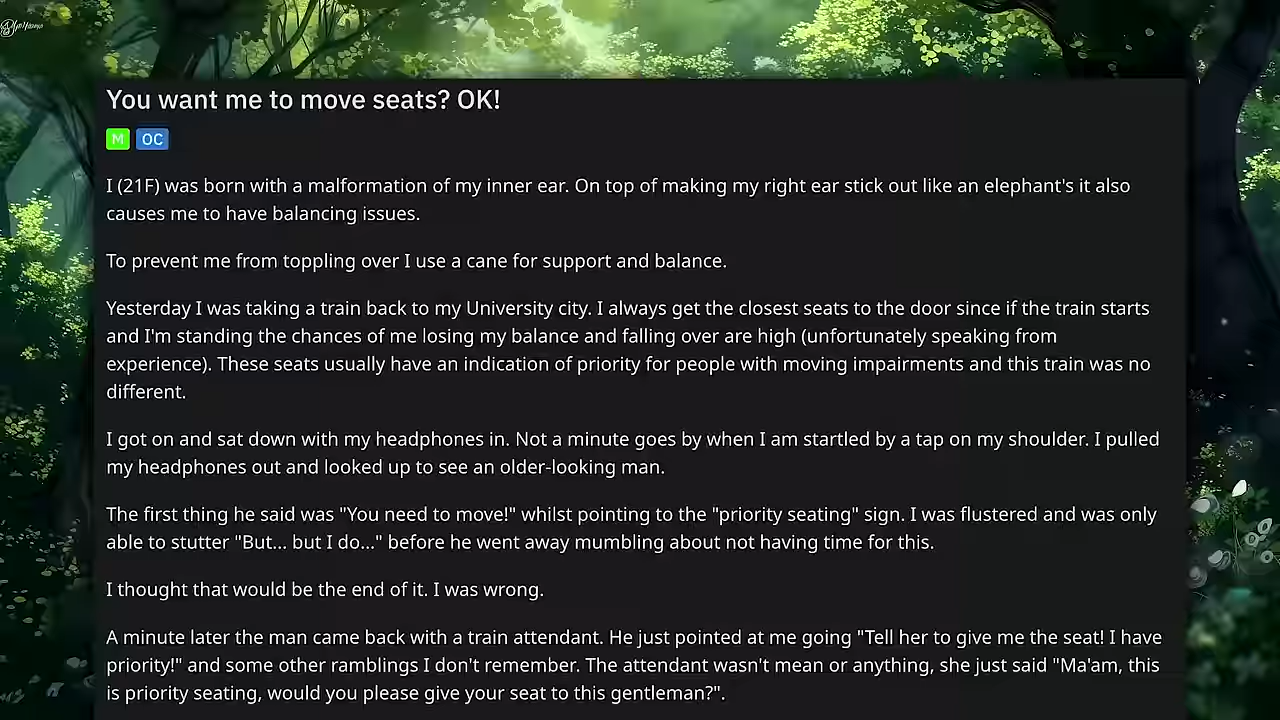 You want me to move seats? OK!
M OC
I (21F) was born with a malformation of my inner ear. On top of making my right ear stick out like an elephant's it also
causes me to have balancing issues.
To prevent me from toppling over I use a cane for support and balance.
Yesterday I was taking a train back to my University city. I always get the closest seats to the door since if the train starts
and I'm standing the chances of me losing my balance and falling over are high (unfortunately speaking from
experience). These seats usually have an indication of priority for people with moving impairments and this train was no
different.
I got on and sat down with my headphones in. Not a minute goes by when I am startled by a tap on my shoulder. I pulled
my headphones out and looked up to see an older-looking man.
The first thing he said was "You need to move!" whilst pointing to the "priority seating" sign. I was flustered and was only
able to stutter "But... but I do..." before he went away mumbling about not having time for this.
I thought that would be the end of it. I was wrong.
A minute later the man came back with a train attendant. He just pointed at me going "Tell her to give me the seat! I have
priority!" and some other ramblings I don't remember. The attendant wasn't mean or anything, she just said "Ma'am, this
is priority seating, would you please give your seat to this gentleman?".